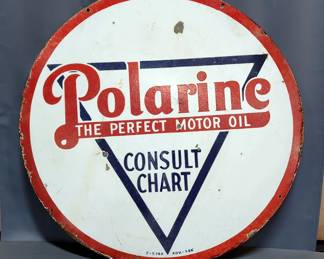 Polarine
THE PERFECT MOTOR OIL
CONSULT
CHART